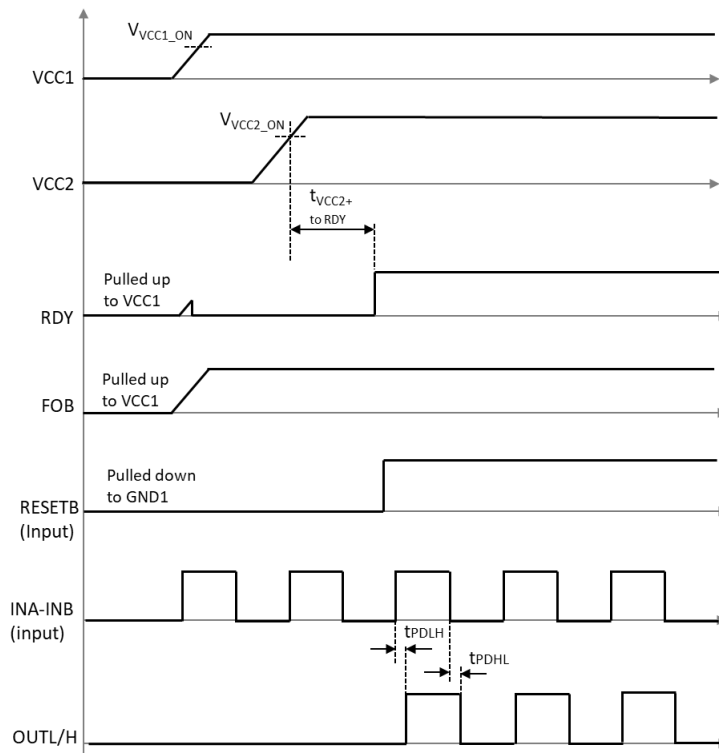 VVCC1_ON
VCC1
VVCC2_ON
VCC2
tVCC2+
to RDY
Pulled up
to VCC1
RDY
Pulled up
to VCC1
FOB
Pulled down
to GND1
RESETB
(Input)
INA-INB
(input)
tPDLH
tPDHL
OUTL/H